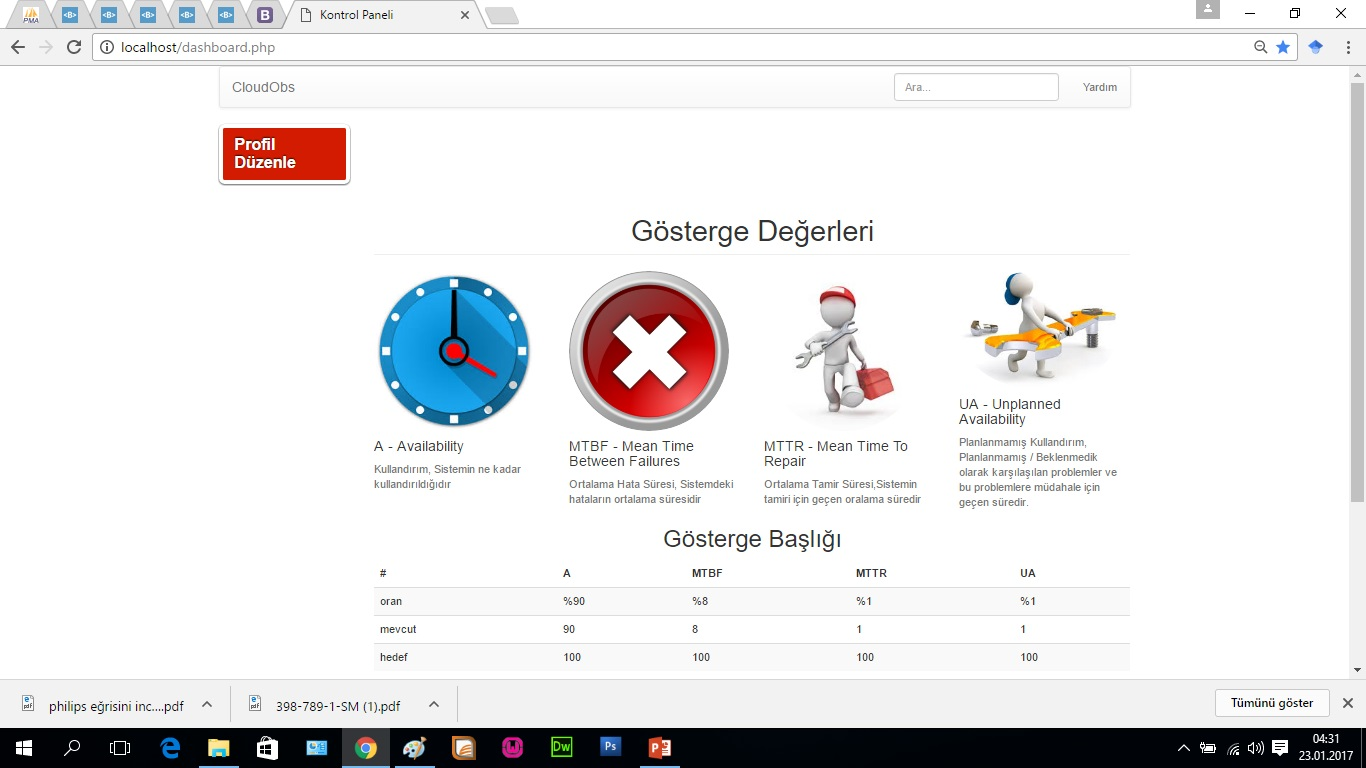 PMA <B> <B> <B> <B> <B> B Kontrol Paneli
localhost/dashboard.php
CloudObs Ara... Yardım
Profil
Düzenle
Gösterge Değerleri
A - Availability
Kullandırım, Sistemin ne kadar
kullandırıldığıdır
MTBF - Mean Time
Between Failures
Ortalama Hata Süresi, Sistemdeki
hataların ortalama süresidir
MTTR - Mean Time To
Repair
Ortalama Tamir Süresi,Sistemin
tamiri için geçen oralama süredir
UA - Unplanned
Availability
Planlanmamış Kullandırım,
Planlanmamış / Beklenmedik
olarak karşılaşılan problemler ve
bu problemlere müdahale için
geçen süredir.
Gösterge Başlığı
# A MTBF MTTR UA
oran %90 %8 %1 %1
mevcut 90 8 1 1
hedef 100 100 100 100
philips eğrisini inc....pdf 398-789-1-SM (1).pdf Tümünü göster
Dw Ps 04:31
23.01.2017